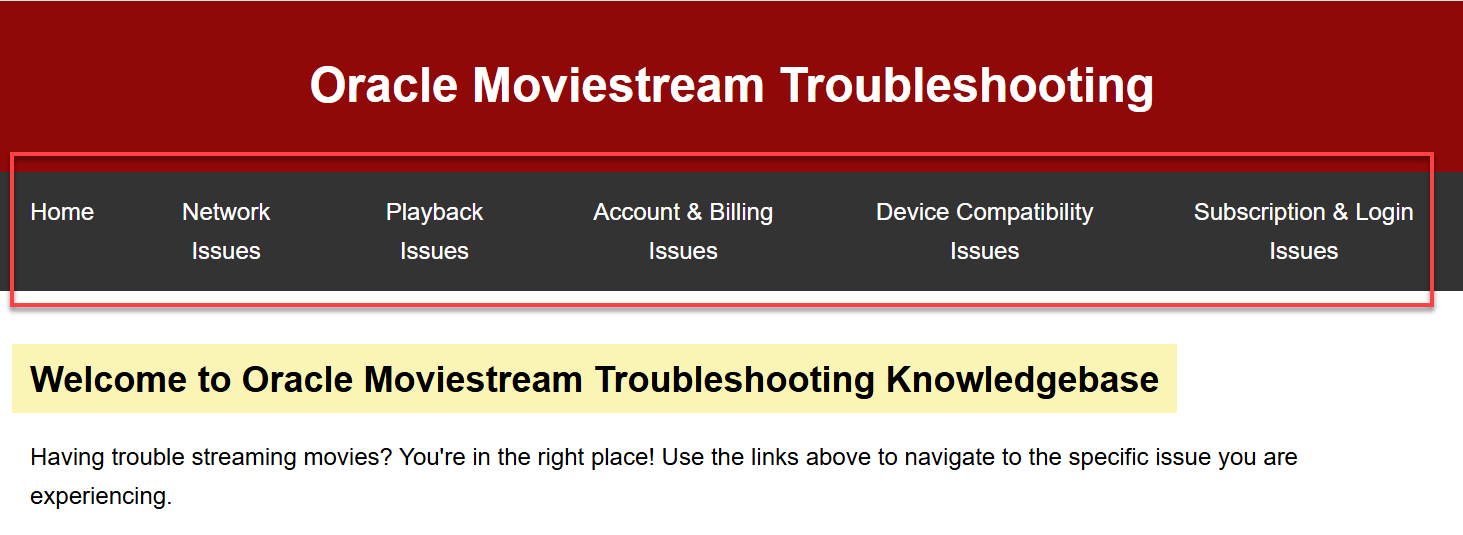 Oracle Moviestream Troubleshooting
Home
Network
Issues
Playback
Issues
Account & Billing
Issues
Device Compatibility
Issues
Subscription & Login
Issues
Welcome to Oracle Moviestream Troubleshooting Knowledgebase
Having trouble streaming movies? You're in the right place! Use the links above to navigate to the specific issue you are
experiencing.